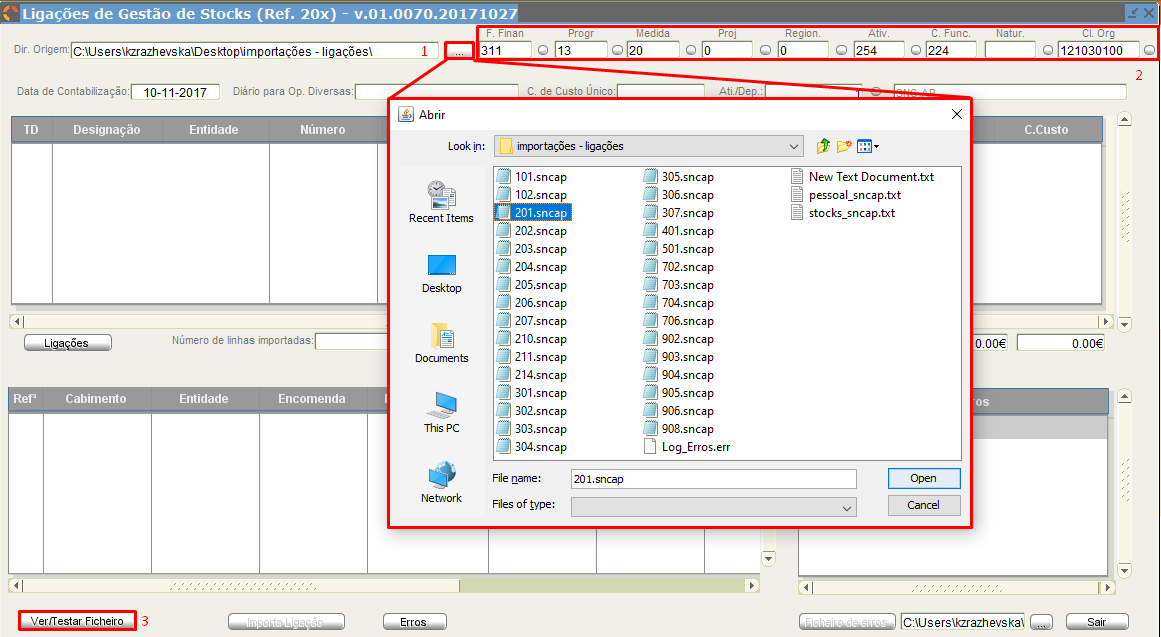 Ligações de Gestão de Stocks (Ref. 20x) - v.01.0070.20171027
F. Finan Progr Medida Proj Region. Ativ. C. Func. Natur. Cl. Org
Dir. Origem: C:\Users\kzrazhevska\Desktop\importações - ligações\ 1 ... 311 13 20 0 0 254 224 121030100
2
Data de Contabilização: 10-11-2017 Diário para Op. Diversas: C. de Custo Único: Ati./Dep.: SNC-AP
TD Designação Entidade Número C.Custo
Ligações Número de linhas importadas: 0.00€ 0.00€
Refª Cabimento Entidade Encomenda
Abrir
Look in: importações - ligações
Recent Items
Desktop
Documents
This PC
Network
101.sncap
102.sncap
201.sncap
202.sncap
203.sncap
204.sncap
205.sncap
206.sncap
207.sncap
210.sncap
211.sncap
214.sncap
301.sncap
302.sncap
303.sncap
304.sncap
305.sncap
306.sncap
307.sncap
401.sncap
501.sncap
702.sncap
703.sncap
704.sncap
706.sncap
902.sncap
903.sncap
904.sncap
905.sncap
906.sncap
908.sncap
Log_Erros.err
New Text Document.txt
pessoal_sncap.txt
stocks_sncap.txt
File name: 201.sncap Open
Files of type: Cancel
Ver/Testar Ficheiro 3 Importa Ligação Erros Ficheiro de erros C:\Users\kzrazhevska\ ... Sair